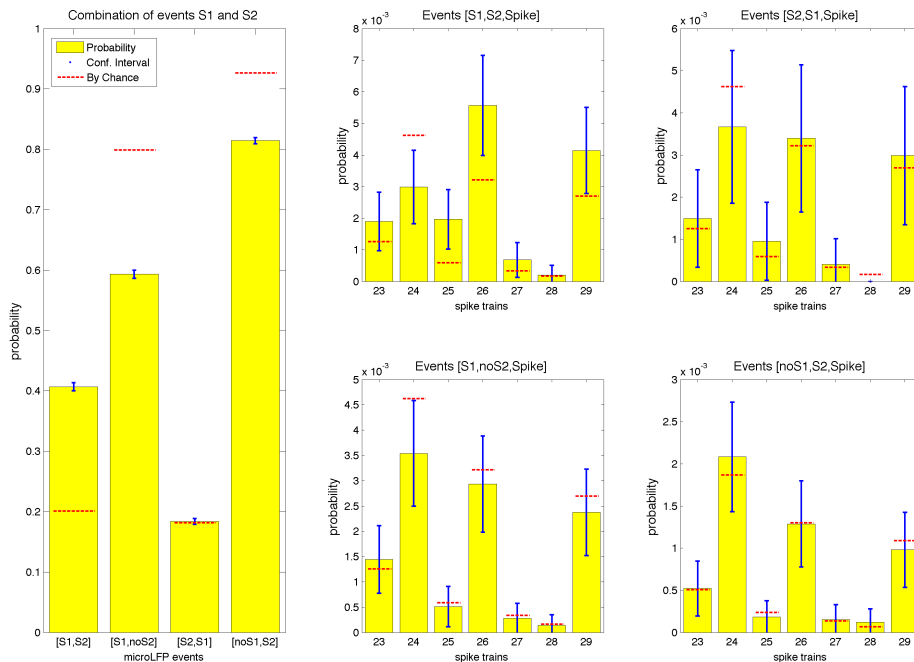 Combination of events S1 and S2
1
0.9
0.8
0.7
0.6
0.5
0.4
0.3
0.2
0.1
0
probability
Probability
Conf. Interval
By Chance
[S1,S2] [S1,noS2] [S2,S1] [noS1,S2]
microLFP events
Events [S1,S2,Spike]
x 10⁻³
8
7
6
5
4
3
2
1
0
probability
23 24 25 26 27 28 29
spike trains
Events [S2,S1,Spike]
x 10⁻³
6
5
4
3
2
1
0
probability
23 24 25 26 27 28 29
spike trains
Events [S1,noS2,Spike]
x 10⁻³
5
4.5
4
3.5
3
2.5
2
1.5
1
0.5
0
probability
23 24 25 26 27 28 29
spike trains
Events [noS1,S2,Spike]
x 10⁻³
3
2.5
2
1.5
1
0.5
0
probability
23 24 25 26 27 28 29
spike trains